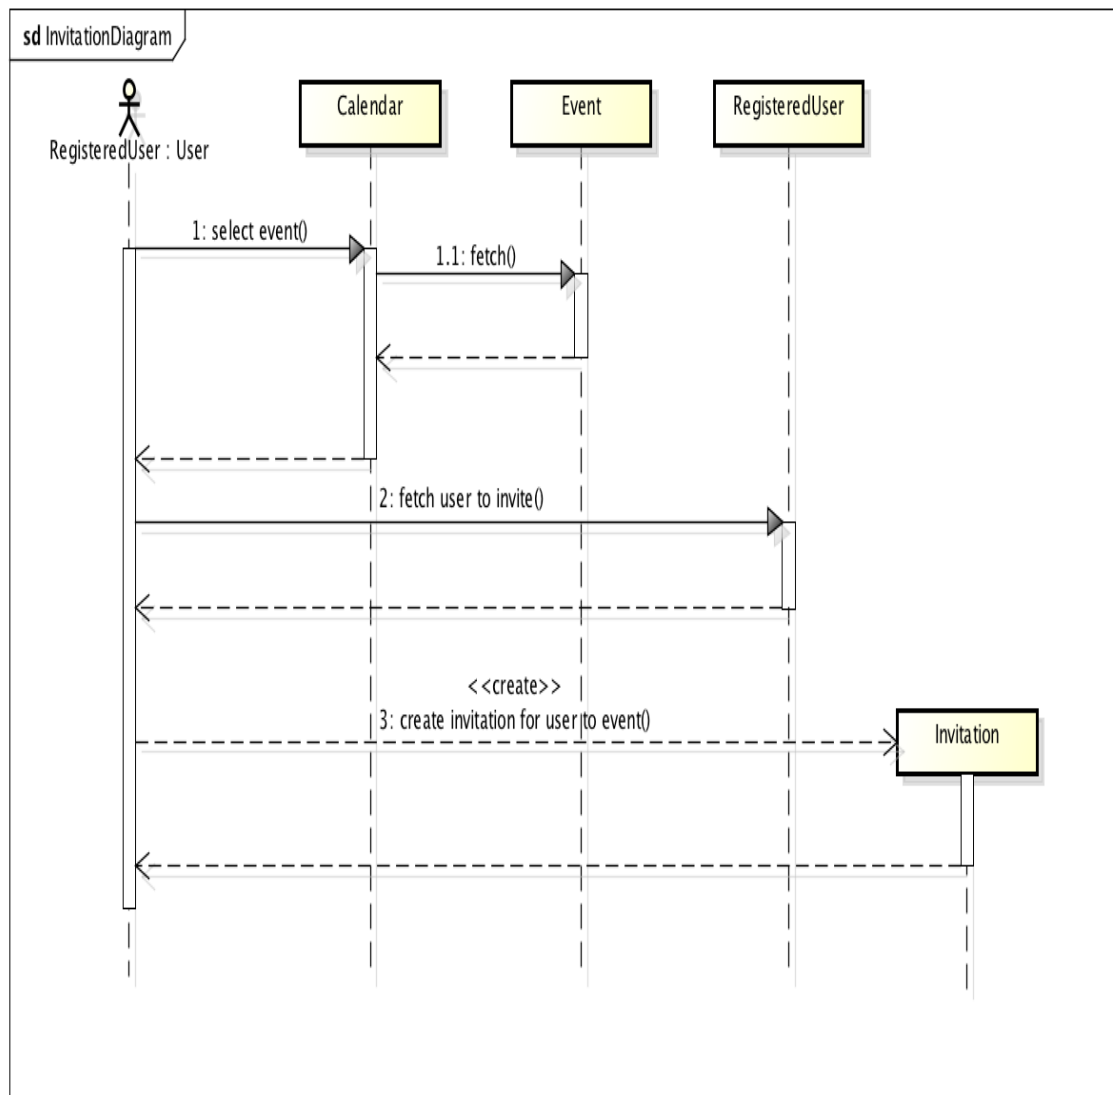 sd InvitationDiagram
Calendar
Event
RegisteredUser
RegisteredUser : User
1: select event()
1.1: fetch()
2: fetch user to invite()
<<create>>
3: create invitation for user to event()
Invitation